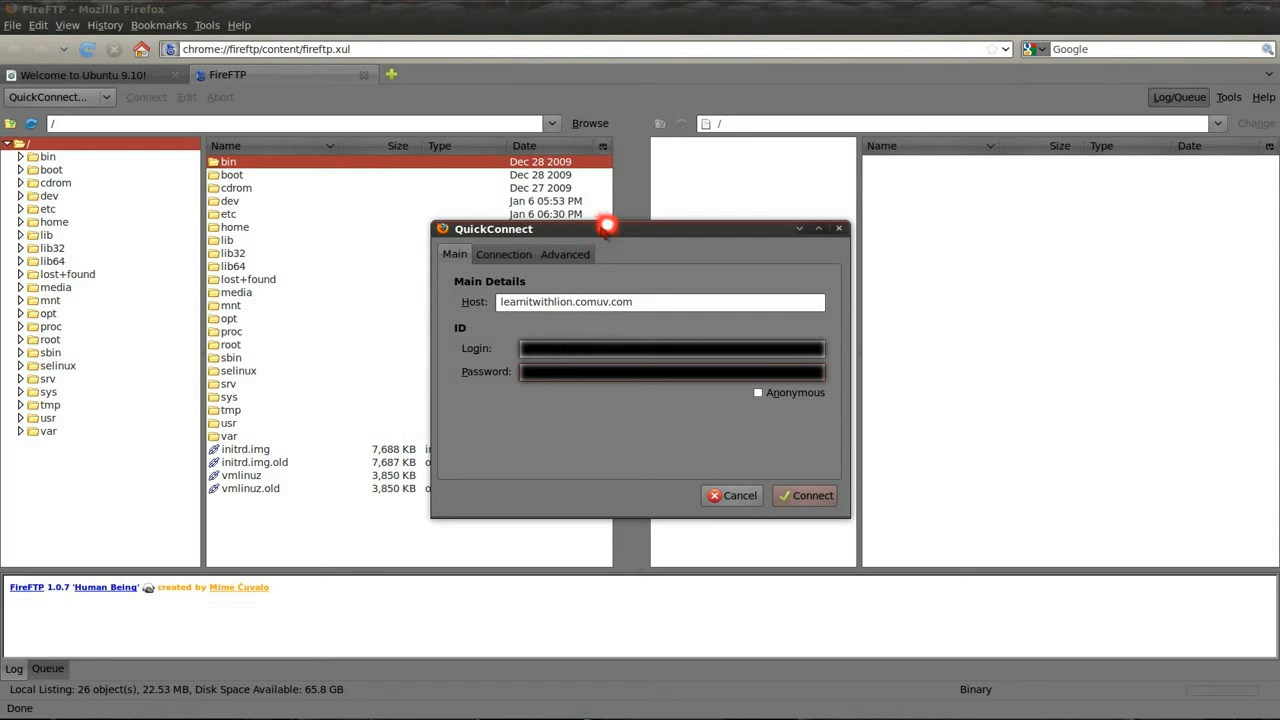 FireFTP - Mozilla Firefox
File Edit View History Bookmarks Tools Help
chrome://fireftp/content/fireftp.xul
Google
Welcome to Ubuntu 9.10!
FireFTP
QuickConnect... Connect Edit Abort
Log/Queue Tools Help
/ Browse
/ Change
/
bin
boot
cdrom
dev
etc
home
lib
lib32
lib64
lost+found
media
mnt
opt
proc
root
sbin
selinux
srv
sys
tmp
usr
var
Name Size Type Date
bin Dec 28 2009
boot Dec 28 2009
cdrom Dec 27 2009
dev Jan 6 05:53 PM
etc Jan 6 06:30 PM
home
lib
lib32
lib64
lost+found
media
mnt
opt
proc
root
sbin
selinux
srv
sys
tmp
usr
var
initrd.img 7,688 KB
initrd.img.old 7,687 KB
vmlinuz 3,850 KB
vmlinuz.old 3,850 KB
Name Size Type Date
QuickConnect
Main Connection Advanced
Main Details
Host: learnitwithlion.comuv.com
ID
Login:
Password:
Anonymous
Cancel Connect
FireFTP 1.0.7 'Human Being' created by Mime Čuvalo
Log Queue
Local Listing: 26 object(s), 22.53 MB, Disk Space Available: 65.8 GB
Binary
Done